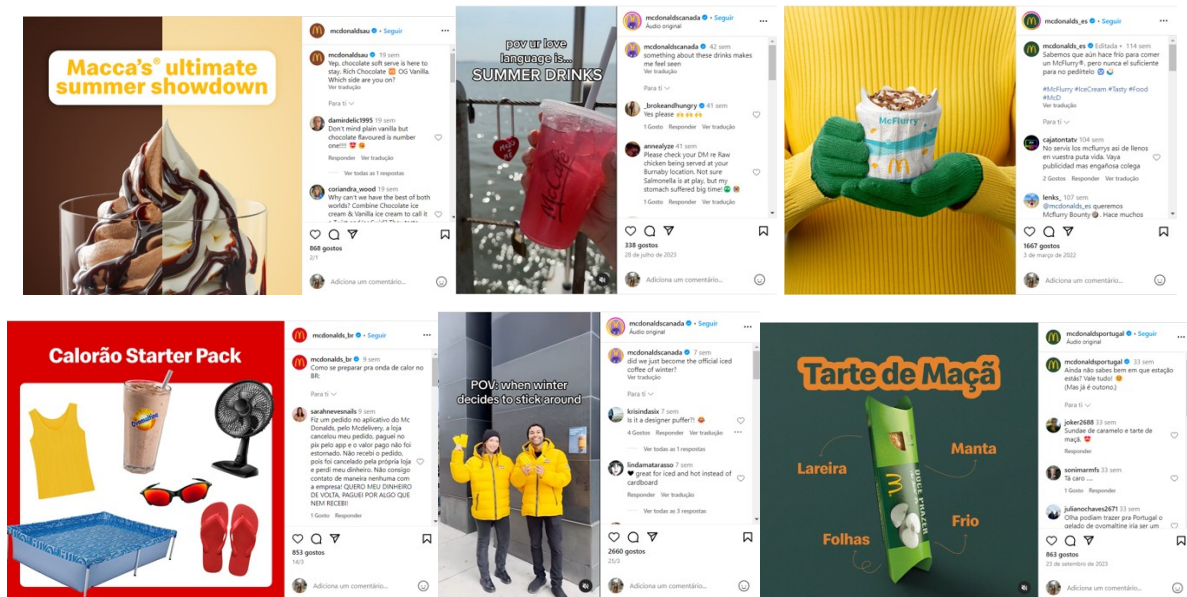 Macca's® ultimate
summer showdown
mcdonaldsau • Seguir
mcdonaldsau 19 sem
Yep, chocolate soft serve is here
to stay. Rich Chocolate 🆚 OG Vanilla.
Which side are you on?
Ver tradução
Para ti
damirdelic1995 19 sem
Don't mind plain vanilla but
chocolate flavoured is number
one!!!!
Responder Ver tradução
Ver todas as 1 respostas
coriandra_wood 19 sem
Why can't we have the best of both
worlds? Combine Chocolate ice
cream & Vanilla ice cream to call it
868 gostos
2/1
Adiciona um comentário...
pov ur love
language is...
SUMMER DRINKS
McCafé
mcdonaldscanada • Seguir
Áudio original
mcdonaldscanada 42 sem
something about these drinks makes
me feel seen
Ver tradução
Para ti
_brokeandhungry 41 sem
Yes please 🙌🙌🙌
1 Gosto Responder Ver tradução
annealyze 41 sem
Please check your DM re Raw
chicken being served at your
Burnaby location. Not sure
Salmonella is at play, but my
stomach suffered big time!
338 gostos
28 de julho de 2023
Adiciona um comentário...
McFlurry
mcdonalds_es • Seguir
mcdonalds_es Editada • 114 sem
Sabemos que aún hace frío para comer
un McFlurry®, pero nunca el suficiente
para no pedírtelo
#McFlurry #IceCream #Tasty #Food
#McD
Ver tradução
Para ti
cajatontatv 104 sem
No servis los mcflurrys asi de llenos
en vuestra puta vida. Vaya
publicidad mas engañosa colega
2 Gostos Responder Ver tradução
lenks_ 107 sem
@mcdonalds_es queremos
Mcflurry Bounty. Hace muchos
1667 gostos
3 de março de 2022
Adiciona um comentário...
Calorão Starter Pack
Ovomaltine
mcdonalds_br • Seguir
mcdonalds_br 9 sem
Como se preparar pra onda de calor no
BR:
Para ti
sarahnevesnails 9 sem
Fiz um pedido no aplicativo do Mc
Donalds, pelo Mcdelivery, a loja
cancelou meu pedido, paguei no
pix pelo app e o valor pago não foi
estornado. Não recebi o pedido,
pois foi cancelado pela própria loja
e perdi meu dinheiro. Não consigo
contato de maneira nenhuma com
a empresa! QUERO MEU DINHEIRO
DE VOLTA, PAGUEI POR ALGO QUE
NEM RECEBI!
1 Gosto Responder
853 gostos
14/3
Adiciona um comentário...
POV: when winter
decides to stick around
mcdonaldscanada • Seguir
Áudio original
mcdonaldscanada 7 sem
did we just become the official iced
coffee of winter?
Ver tradução
Para ti
krisindasix 7 sem
Is it a designer puffer?!
4 Gostos Responder Ver tradução
Ver todas as 1 respostas
lindamatarasso 7 sem
great for iced and hot instead of
cardboard
Responder Ver tradução
Ver todas as 3 respostas
2660 gostos
25/3
Adiciona um comentário...
Tarte de Maçã
Lareira
Manta
Frio
Folhas
DOCE PRAZER
mcdonaldsportugal • Seguir
Áudio original
mcdonaldsportugal 33 sem
Ainda não sabes bem em que estação
estás? Vale tudo!
(Mas já é outono.)
Para ti
joker2688 33 sem
Sundae de caramelo e tarte de
maçã.
Responder
sonimarmfs 33 sem
Tá caro ....
1 Gosto Responder
julianochaves2671 33 sem
Olha podiam trazer pra Portugal o
gelado de ovomaltine iria ser um
863 gostos
23 de setembro de 2023
Adiciona um comentário...